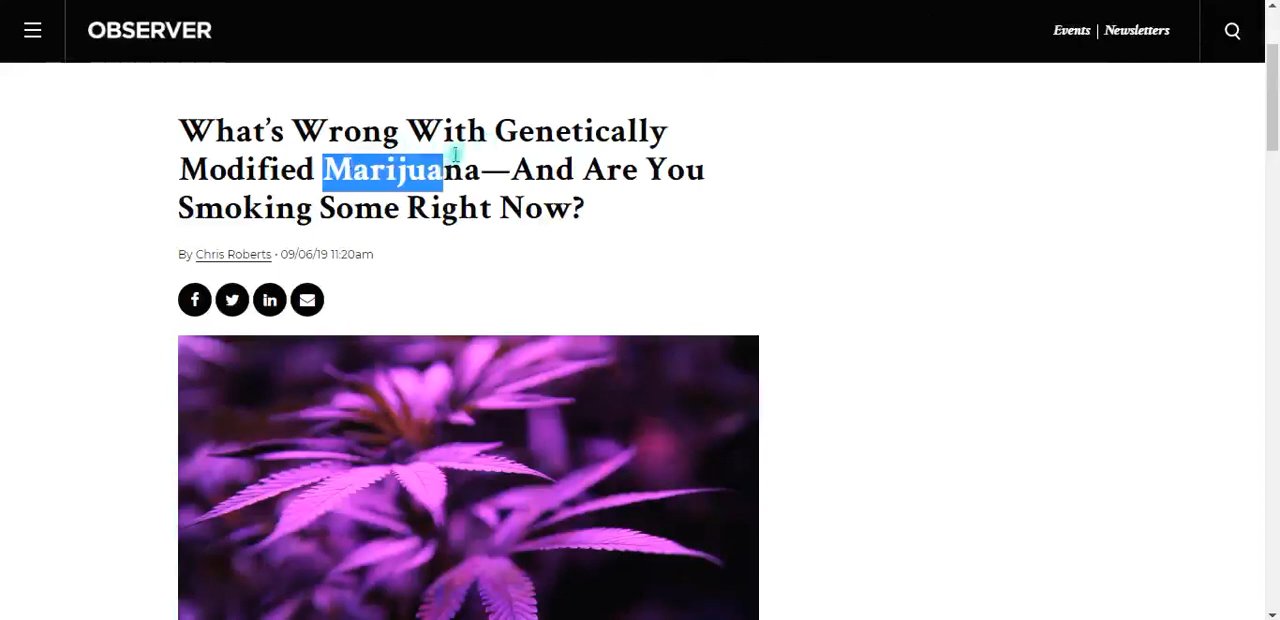 OBSERVER
Events | Newsletters
What's Wrong With Genetically
Modified Marijuana—And Are You
Smoking Some Right Now?
By Chris Roberts • 09/06/19 11:20am